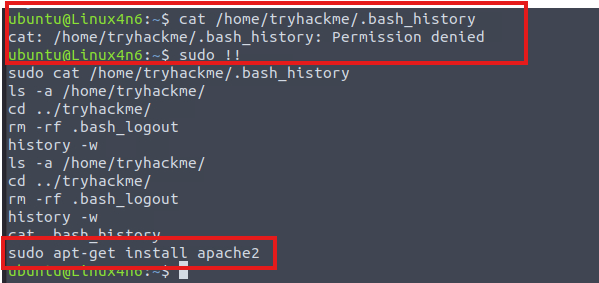 ubuntu@Linux4n6:~$ cat /home/tryhackme/.bash_history
cat: /home/tryhackme/.bash_history: Permission denied
ubuntu@Linux4n6:~$ sudo !!
sudo cat /home/tryhackme/.bash_history
ls -a /home/tryhackme/
cd ../tryhackme/
rm -rf .bash_logout
history -w
ls -a /home/tryhackme/
cd ../tryhackme/
rm -rf .bash_logout
history -w
cat .bash_history
sudo apt-get install apache2
ubuntu@Linux4n6:~$